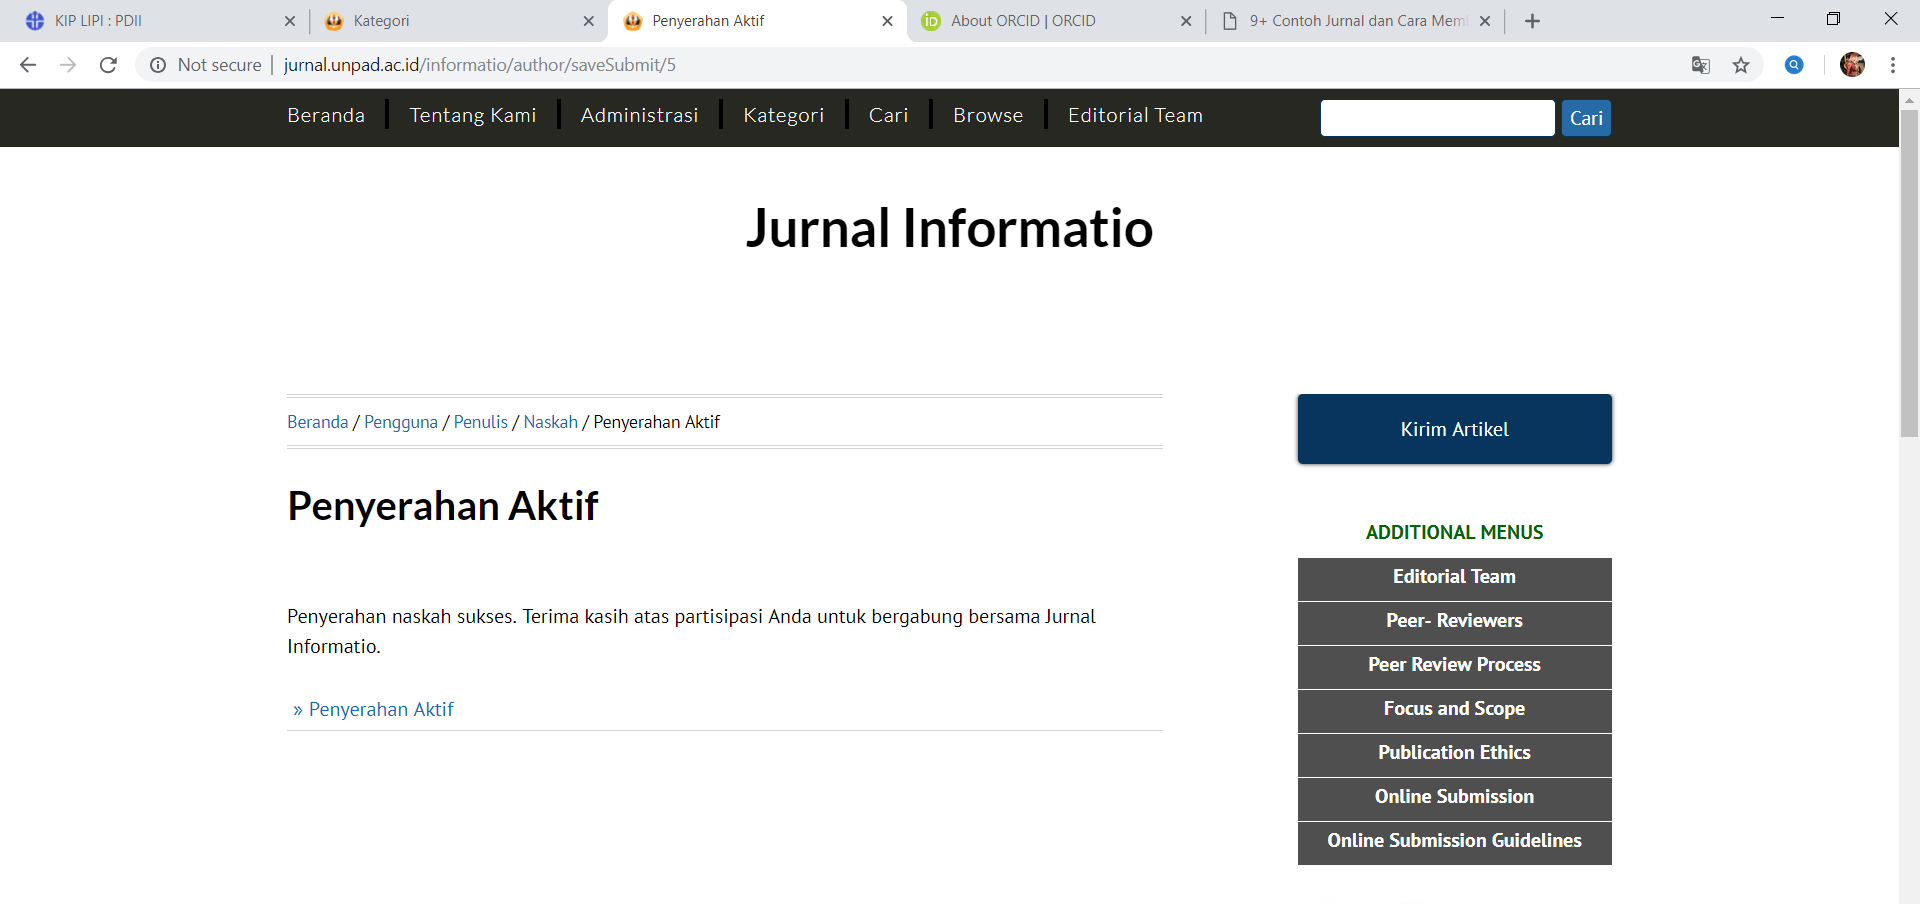 KIP LIPI : PDII
Kategori
Penyerahan Aktif
About ORCID | ORCID
9+ Contoh Jurnal dan Cara Mem
Not secure | jurnal.unpad.ac.id/informatio/author/saveSubmit/5
Beranda
Tentang Kami
Administrasi
Kategori
Cari
Browse
Editorial Team
Cari
Jurnal Informatio
Beranda / Pengguna / Penulis / Naskah / Penyerahan Aktif
Penyerahan Aktif
Penyerahan naskah sukses. Terima kasih atas partisipasi Anda untuk bergabung bersama Jurnal
Informatio.
» Penyerahan Aktif
Kirim Artikel
ADDITIONAL MENUS
Editorial Team
Peer- Reviewers
Peer Review Process
Focus and Scope
Publication Ethics
Online Submission
Online Submission Guidelines